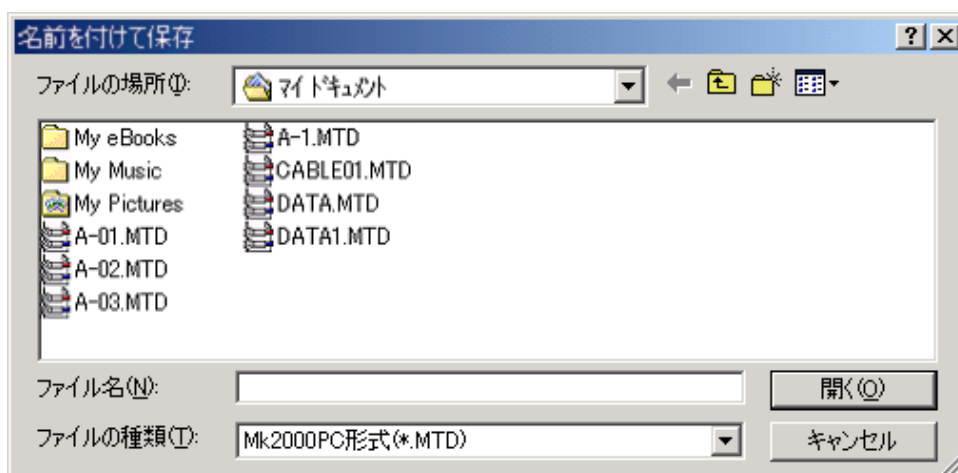 名前を付けて保存
ファイルの場所(I):
マイ ドキュメント
My eBooks
My Music
My Pictures
A-01.MTD
A-02.MTD
A-03.MTD
A-1.MTD
CABLE01.MTD
DATA.MTD
DATA1.MTD
ファイル名(N):
開く(O)
ファイルの種類(T):
Mk2000PC形式(*.MTD)
キャンセル